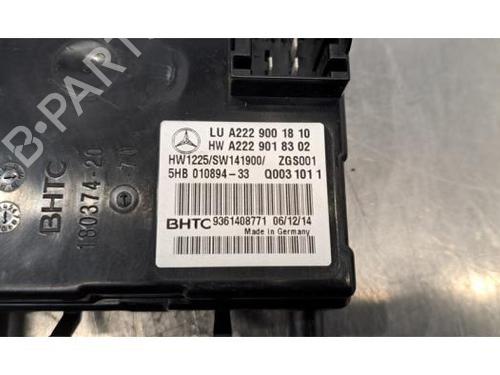 LU A222 900 18 10
HW A222 901 83 02
HW1225/SW141900/ ZGS001
5HB 010894-33 Q003 101 1
BHTC 9361408771 06/12/14
Made in Germany
BHTC
180374-20